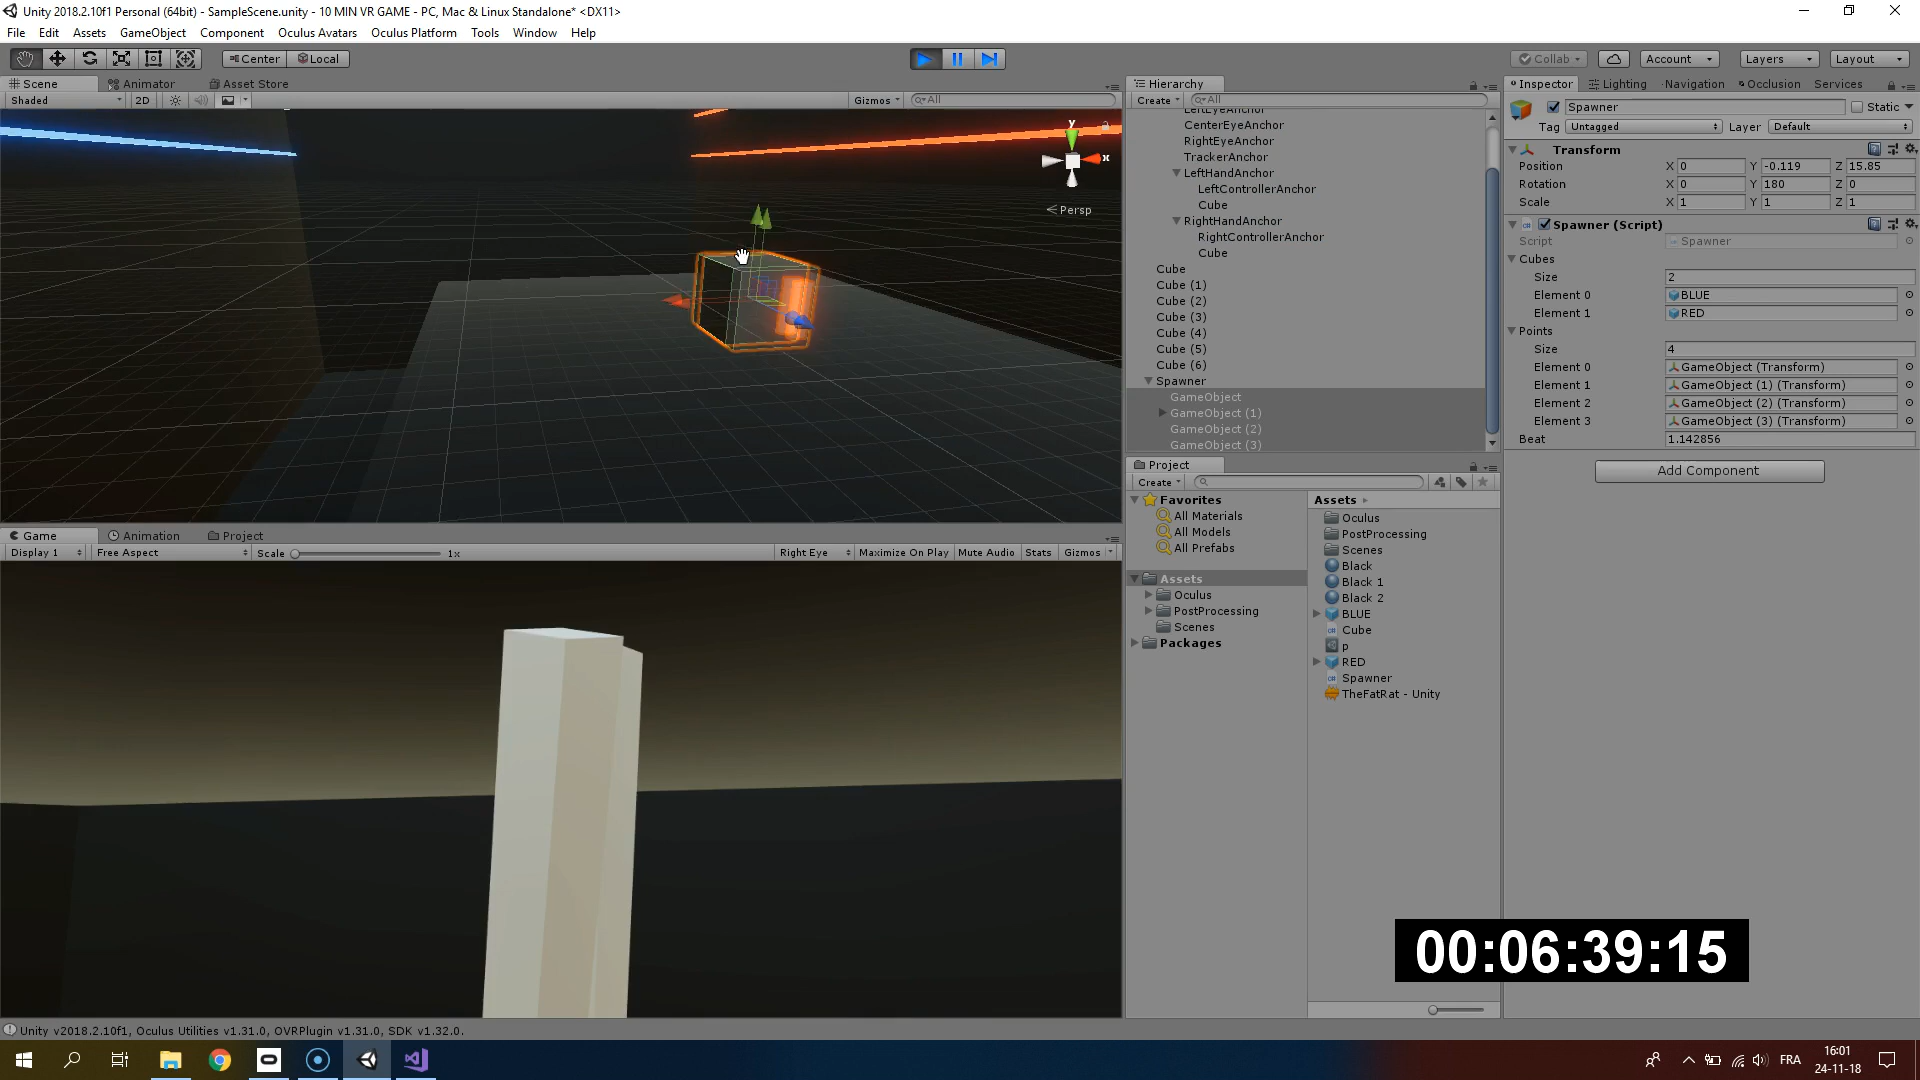 Unity 2018.2.10f1 Personal (64bit) - SampleScene.unity - 10 MIN VR GAME - PC, Mac & Linux Standalone* <DX11>
File Edit Assets GameObject Component Oculus Avatars Oculus Platform Tools Window Help
Center Local Collab Account Layers Layout
Scene Animator Asset Store
Shaded 2D Gizmos All
y
x
Persp
Hierarchy
Create All
LeftEyeAnchor
CenterEyeAnchor
RightEyeAnchor
TrackerAnchor
LeftHandAnchor
LeftControllerAnchor
Cube
RightHandAnchor
RightControllerAnchor
Cube
Cube
Cube (1)
Cube (2)
Cube (3)
Cube (4)
Cube (5)
Cube (6)
Spawner
GameObject
GameObject (1)
GameObject (2)
GameObject (3)
Inspector Lighting Navigation Occlusion Services
Spawner Static
Tag Untagged Layer Default
Transform
Position X 0 Y -0.119 Z 15.85
Rotation X 0 Y 180 Z 0
Scale X 1 Y 1 Z 1
Spawner (Script)
Script Spawner
Cubes
Size 2
Element 0 BLUE
Element 1 RED
Points
Size 4
Element 0 GameObject (Transform)
Element 1 GameObject (1) (Transform)
Element 2 GameObject (2) (Transform)
Element 3 GameObject (3) (Transform)
Beat 1.142856
Add Component
Game Animation Project
Display 1 Free Aspect Scale 1x Right Eye Maximize On Play Mute Audio Stats Gizmos
Project
Create
Favorites
All Materials
All Models
All Prefabs
Assets
Oculus
PostProcessing
Scenes
Packages
Assets
Oculus
PostProcessing
Scenes
Black
Black 1
Black 2
BLUE
Cube
p
RED
Spawner
TheFatRat - Unity
00:06:39:15
Unity v2018.2.10f1, Oculus Utilities v1.31.0, OVRPlugin v1.31.0, SDK v1.32.0.
FRA
16:01
24-11-18